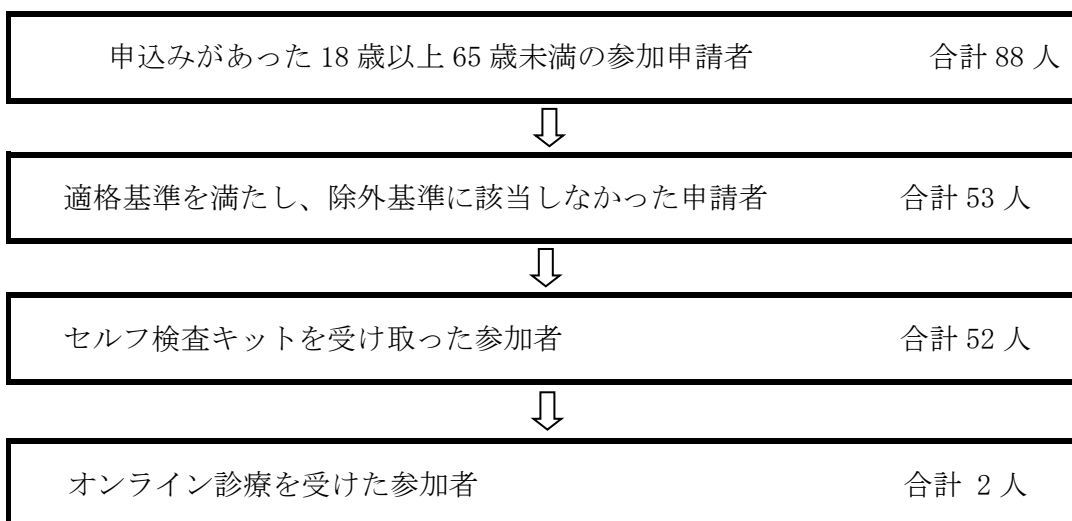 申込みがあった 18 歳以上 65 歳未満の参加申請者 合計 88 人
⇩
適格基準を満たし、除外基準に該当しなかった申請者 合計 53 人
⇩
セルフ検査キットを受け取った参加者 合計 52 人
⇩
オンライン診療を受けた参加者 合計 2 人